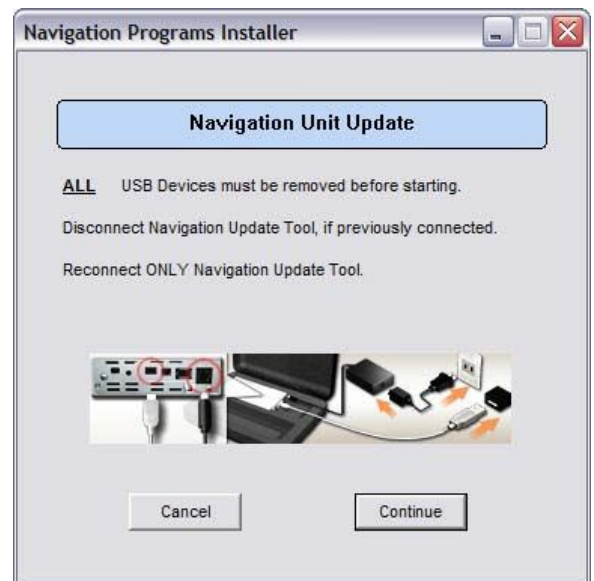 Navigation Programs Installer
Navigation Unit Update
ALL USB Devices must be removed before starting.
Disconnect Navigation Update Tool, if previously connected.
Reconnect ONLY Navigation Update Tool.
Cancel Continue